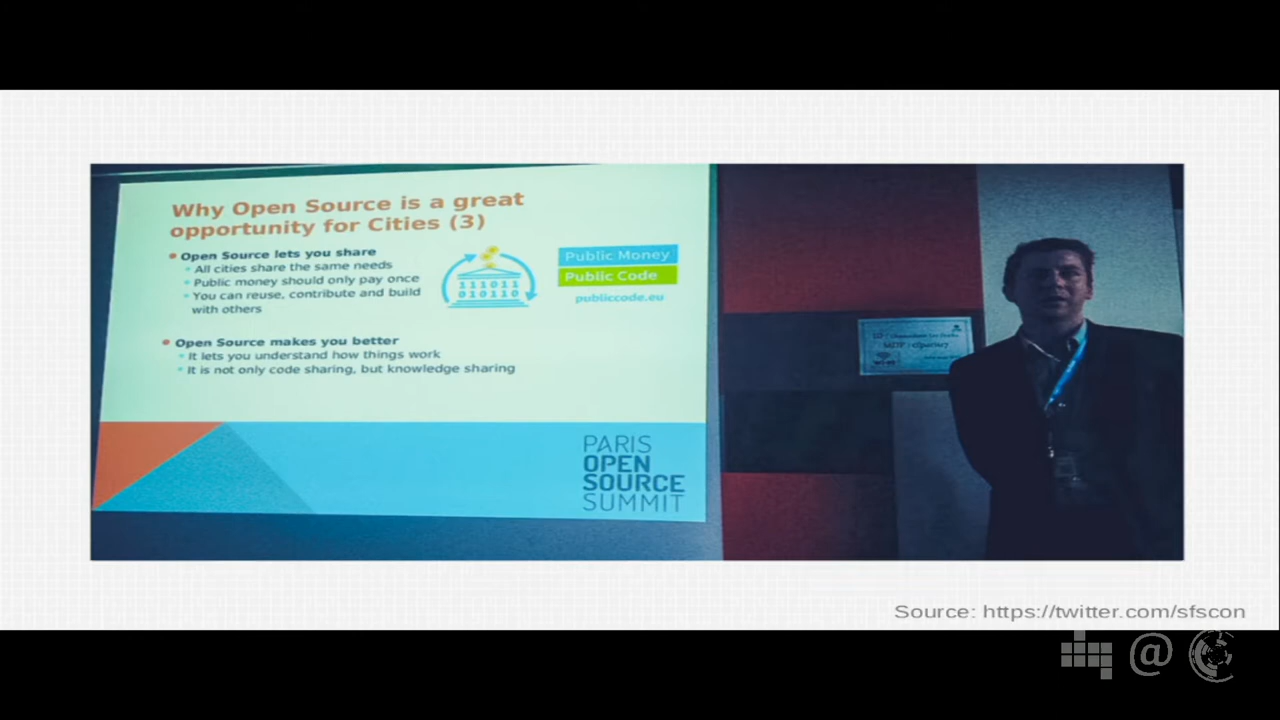 Why Open Source is a great
opportunity for Cities (3)
Open Source lets you share
All cities share the same needs
Public money should only pay once
You can reuse, contribute and build
with others
111011
010110
Public Money
Public Code
publiccode.eu
Open Source makes you better
It lets you understand how things work
It is not only code sharing, but knowledge sharing
PARIS
OPEN
SOURCE
SUMMIT
Source: https://twitter.com/sfscon
@